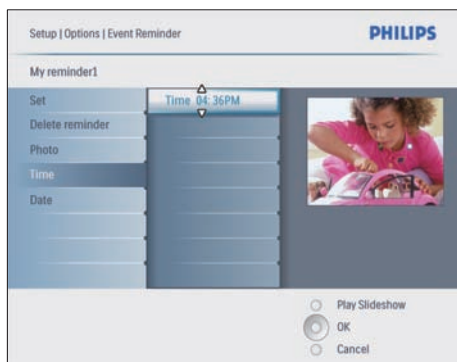 Setup | Options | Event Reminder
PHILIPS
My reminder1
Set
Time 04:36PM
Delete reminder
Photo
Time
Date
Play Slideshow
OK
Cancel